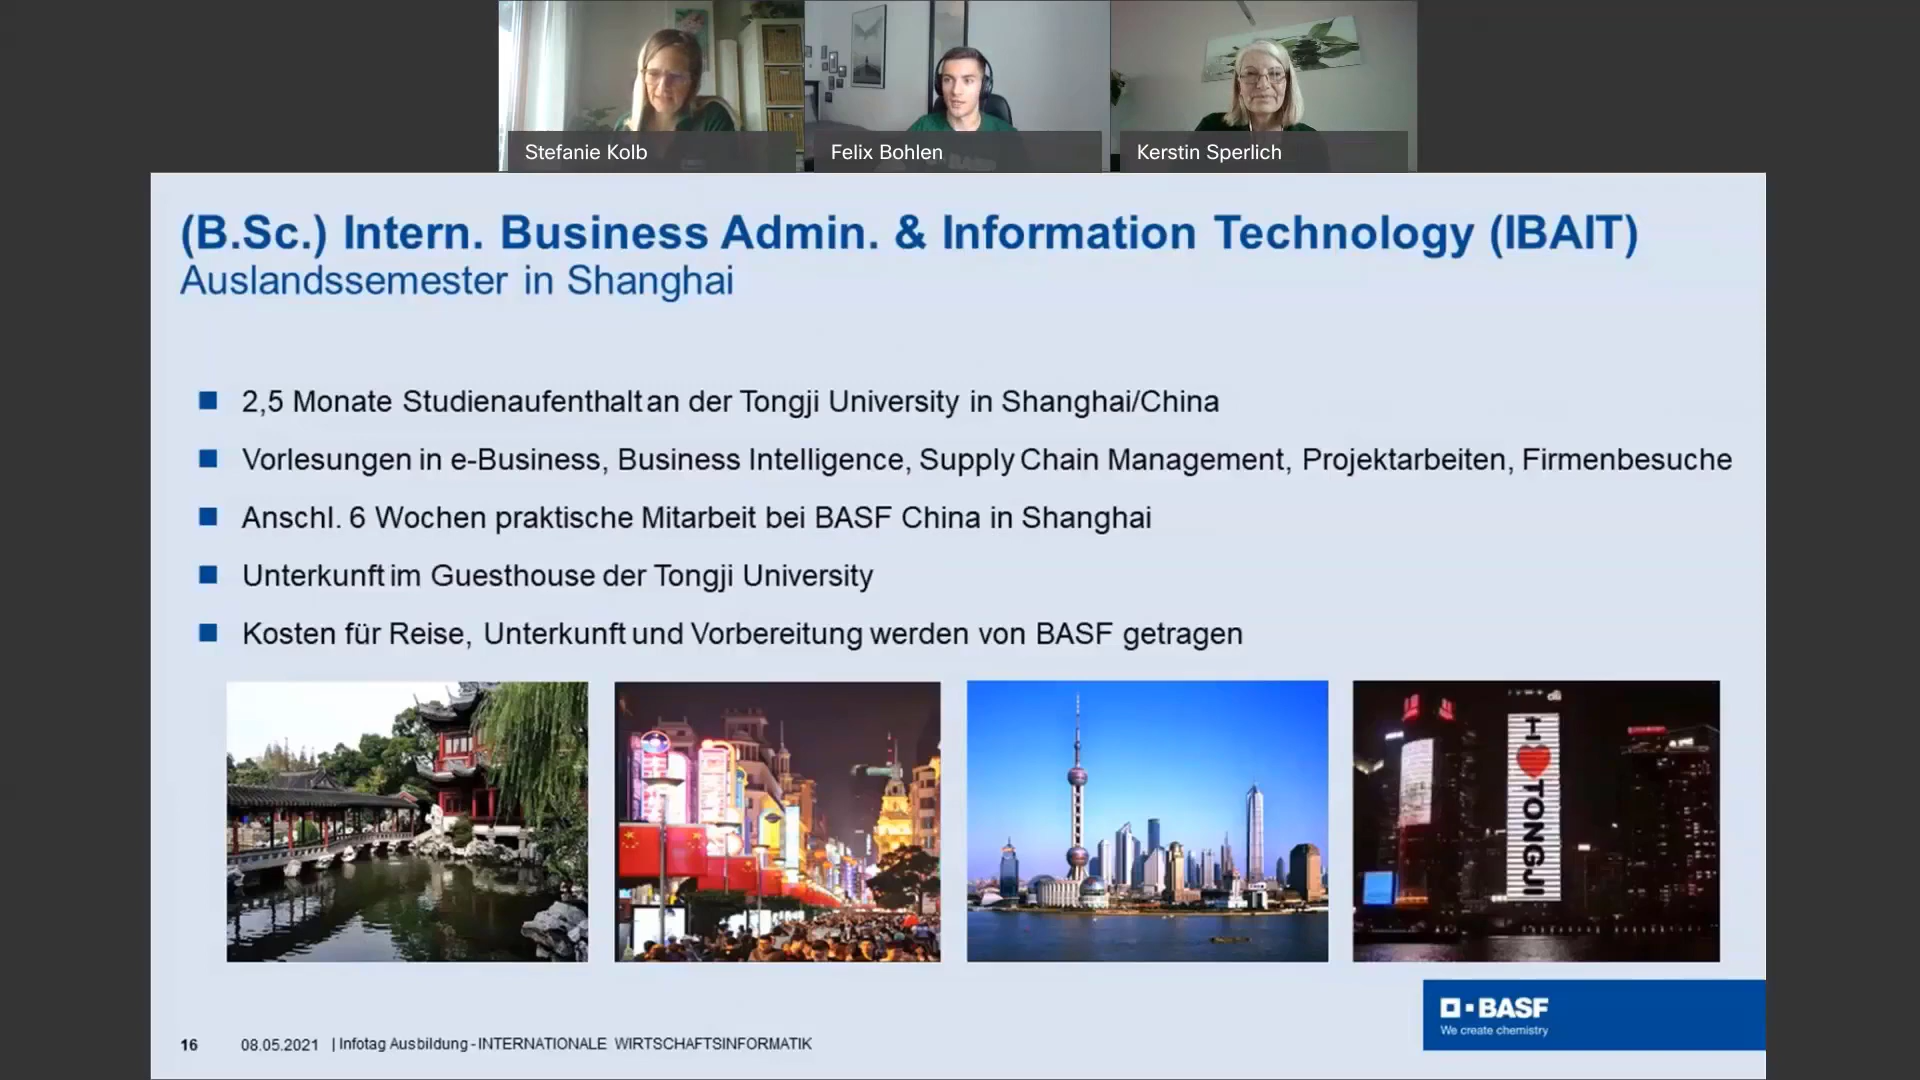 Stefanie Kolb
Felix Bohlen
Kerstin Sperlich
(B.Sc.) Intern. Business Admin. & Information Technology (IBAIT)
Auslandssemester in Shanghai
2,5 Monate Studienaufenthalt an der Tongji University in Shanghai/China
Vorlesungen in e-Business, Business Intelligence, Supply Chain Management, Projektarbeiten, Firmenbesuche
Anschl. 6 Wochen praktische Mitarbeit bei BASF China in Shanghai
Unterkunft im Guesthouse der Tongji University
Kosten für Reise, Unterkunft und Vorbereitung werden von BASF getragen
I ♥ TONGJI
BASF
We create chemistry
16 08.05.2021 | Infotag Ausbildung - INTERNATIONALE WIRTSCHAFTSINFORMATIK